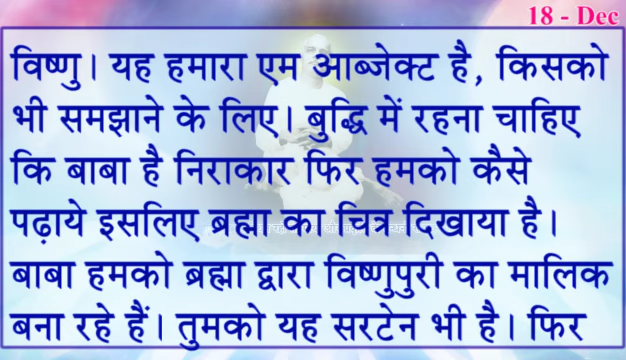 18 - Dec
विष्णु। यह हमारा एम आब्जेक्ट है, किसको
भी समझाने के लिए। बुद्धि में रहना चाहिए
कि बाबा है निराकार फिर हमको कैसे
पढ़ाये इसलिए ब्रह्मा का चित्र दिखाया है।
बाबा हमको ब्रह्मा द्वारा विष्णुपुरी का मालिक
बना रहे हैं। तुमको यह सरटेन भी है। फिर